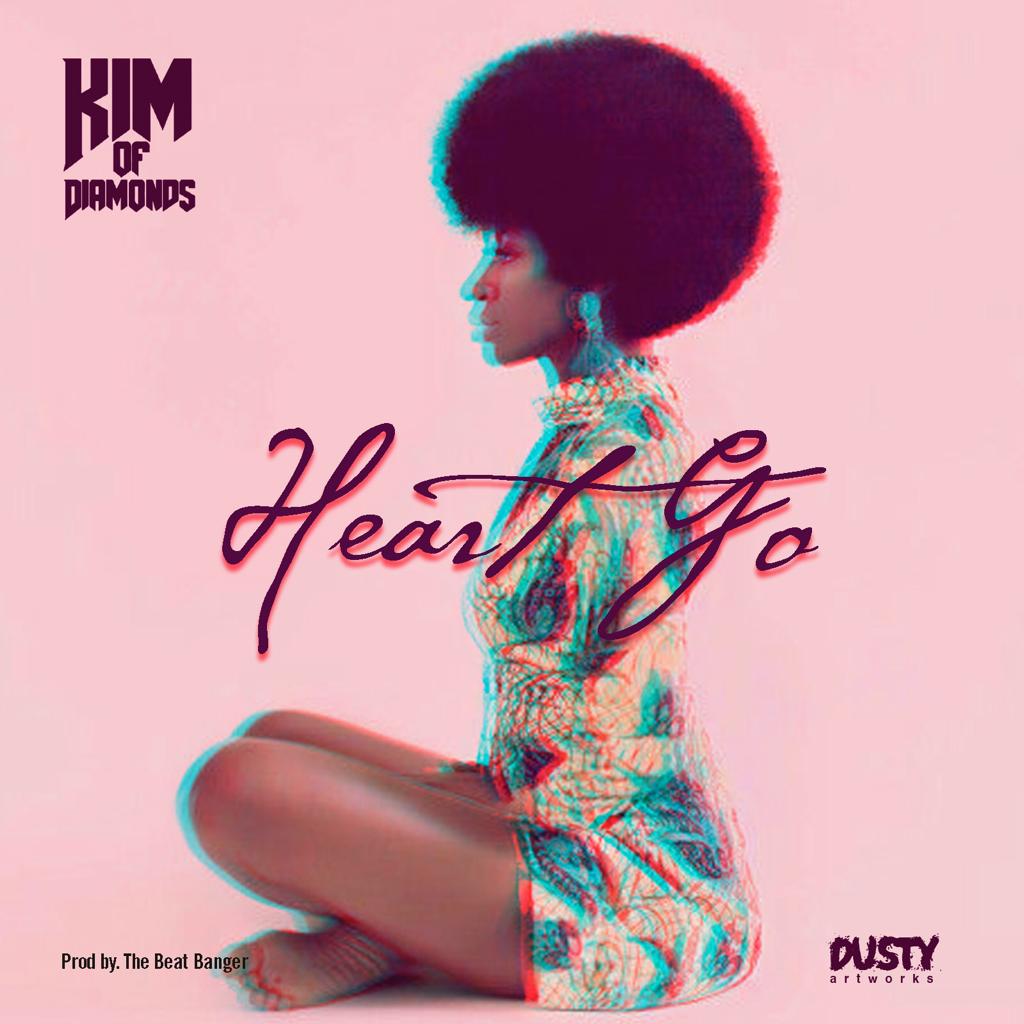 KIM
OF
DIAMONDS
Heart Go
Prod by. The Beat Banger
DUSTY
artworks